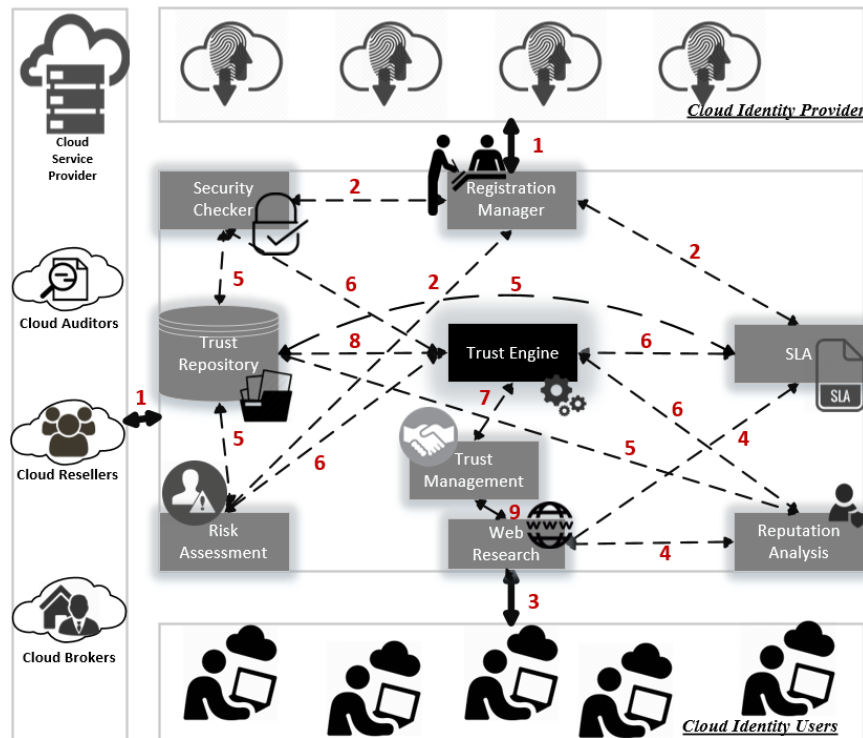 Cloud
Service
Provider
Cloud Auditors
Cloud Resellers
Cloud Brokers
1
Cloud Identity Provider
1
Security
Checker
2
Registration
Manager
2
5
6
2
5
Trust
Repository
8
Trust Engine
6
SLA
SLA
7
6
5
6
5
4
Trust
Management
9
WWW
Risk
Assessment
Web
Research
4
Reputation
Analysis
3
Cloud Identity Users